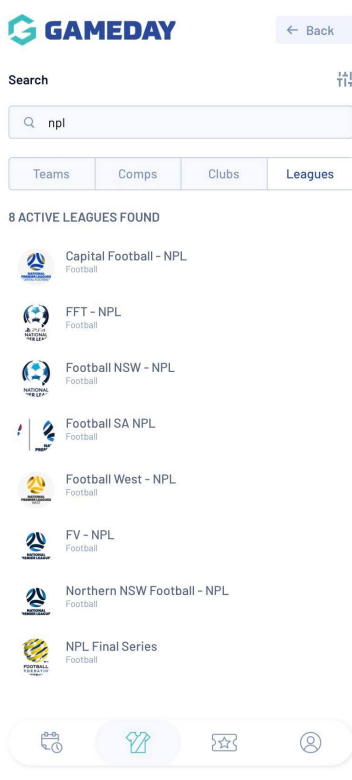 GAMEDAY
← Back
Search
npl
Teams
Comps
Clubs
Leagues
8 ACTIVE LEAGUES FOUND
Capital Football - NPL
Football
FFT - NPL
Football
Football NSW - NPL
Football
Football SA NPL
Football
Football West - NPL
Football
FV - NPL
Football
Northern NSW Football - NPL
Football
NPL Final Series
Football